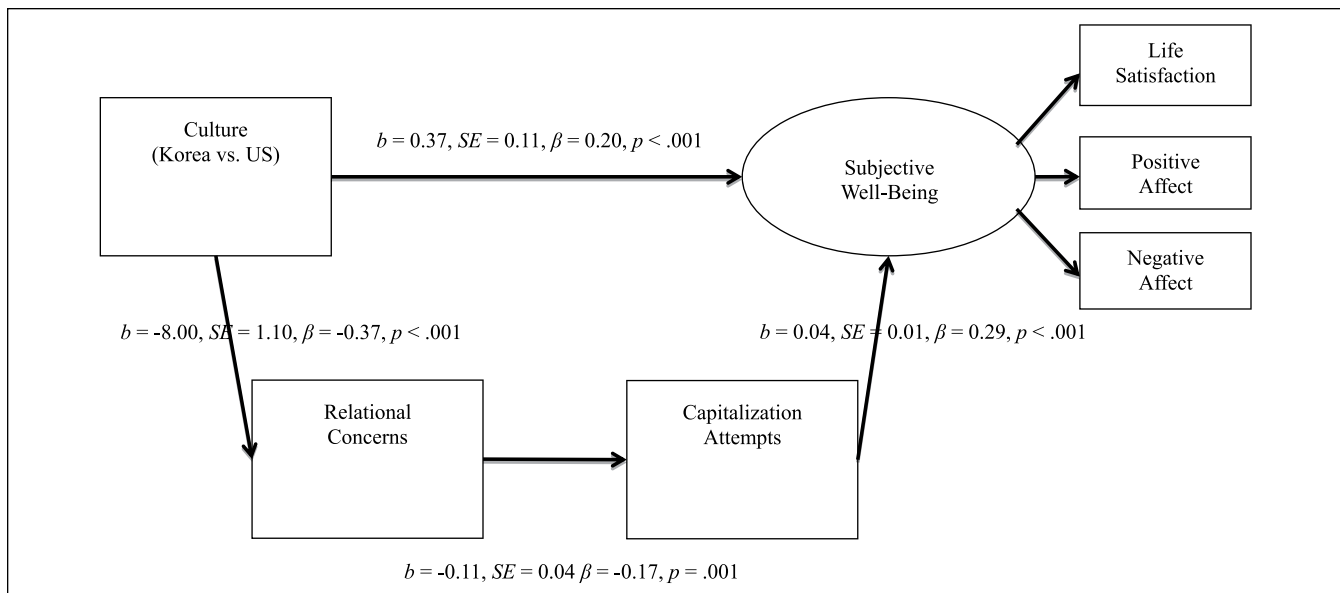 Life
Satisfaction
Culture
(Korea vs. US)
b = 0.37, SE = 0.11, β = 0.20, p < .001
Subjective
Well-Being
Positive
Affect
Negative
Affect
b = -8.00, SE = 1.10, β = -0.37, p < .001
b = 0.04, SE = 0.01, β = 0.29, p < .001
Relational
Concerns
Capitalization
Attempts
b = -0.11, SE = 0.04 β = -0.17, p = .001